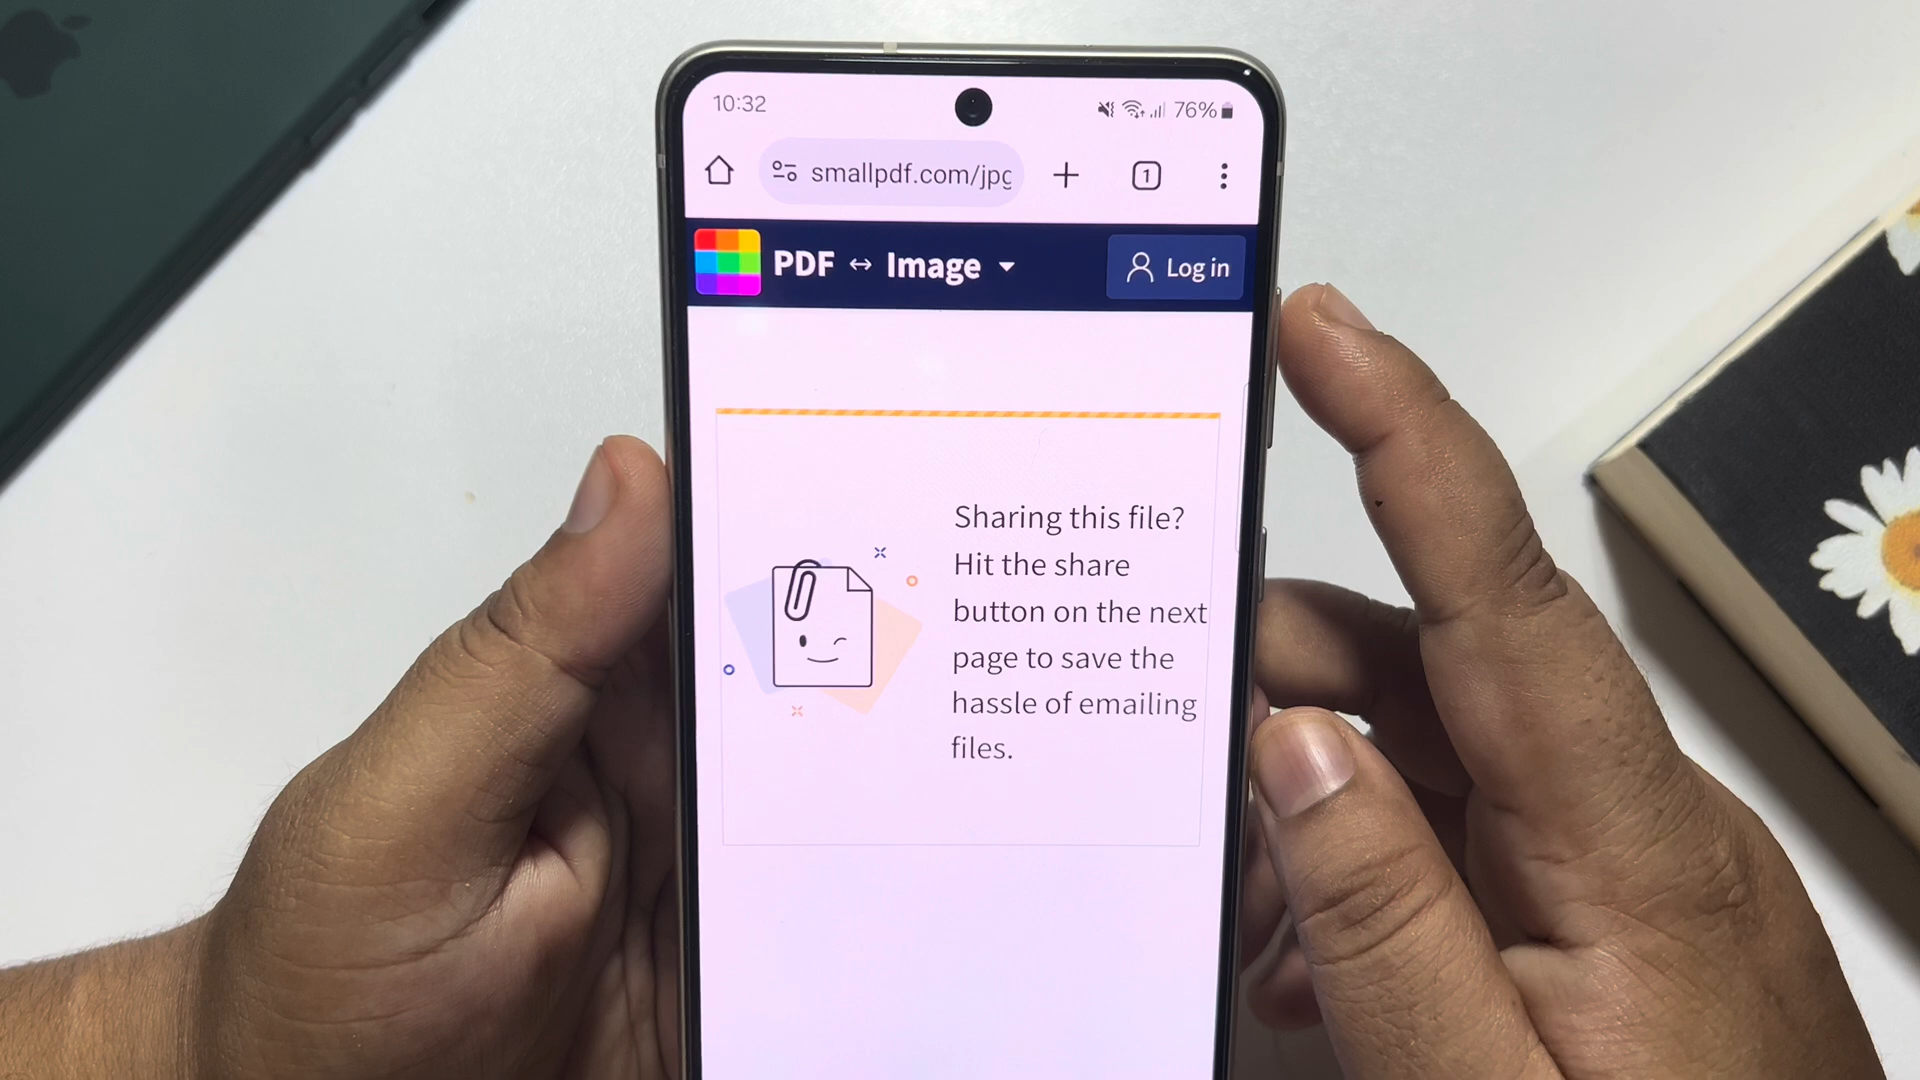 10:32
76%
smallpdf.com/jpg
1
PDF ↔ Image
Log in
Sharing this file?
Hit the share
button on the next
page to save the
hassle of emailing
files.